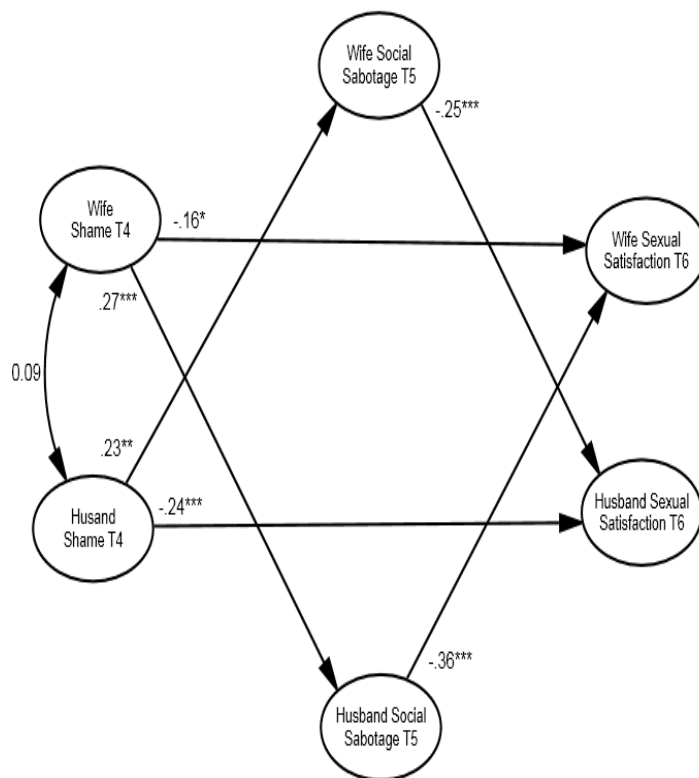 Wife Social
Sabotage T5
-.25***
Wife
Shame T4
-.16*
Wife Sexual
Satisfaction T6
.27***
0.09
.23**
Husand
Shame T4
-.24***
Husband Sexual
Satisfaction T6
-.36***
Husband Social
Sabotage T5